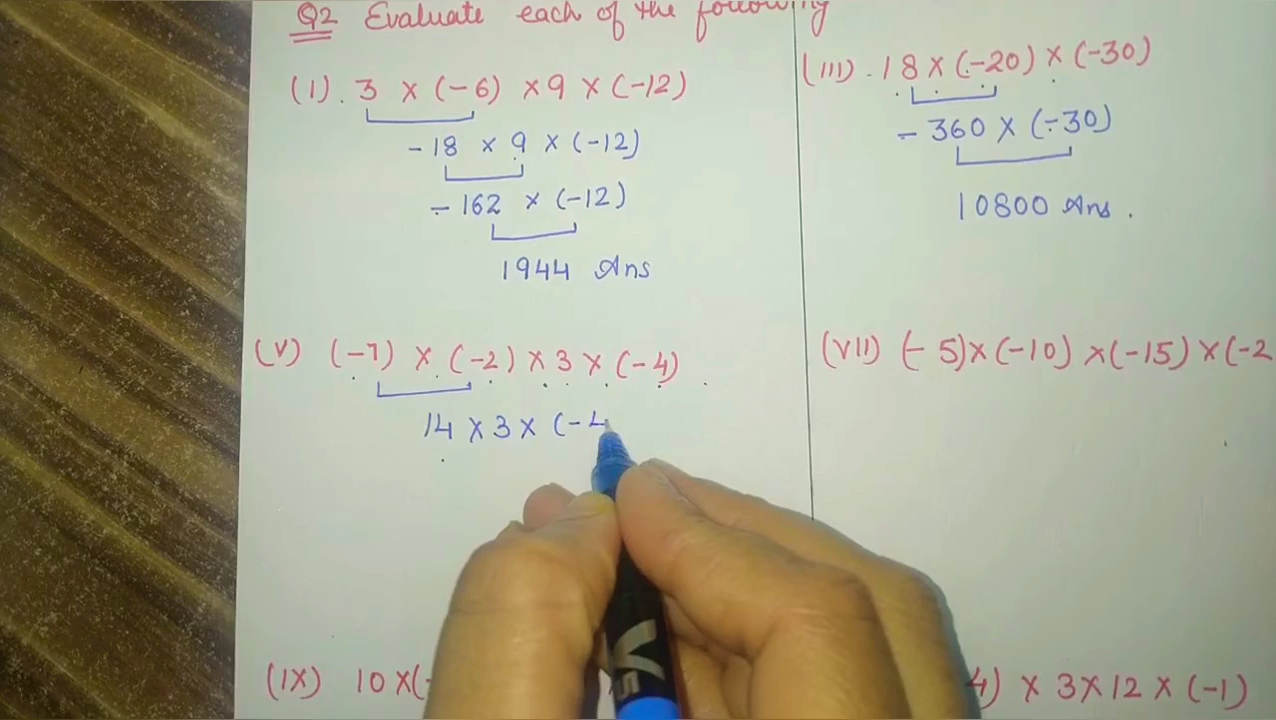 Q2 Evaluate each of the following
(I). 3 × (-6) × 9 × (-12)
-18 × 9 × (-12)
-162 × (-12)
1944 Ans
(III). 18 × (-20) × (-30)
-360 × (-30)
10800 Ans.
(V) (-7) × (-2) × 3 × (-4)
14 × 3 × (-4
(VII) (-5)×(-10) ×(-15) × (-2
(IX) 10 ×(-
4) × 3×12 × (-1)
V5